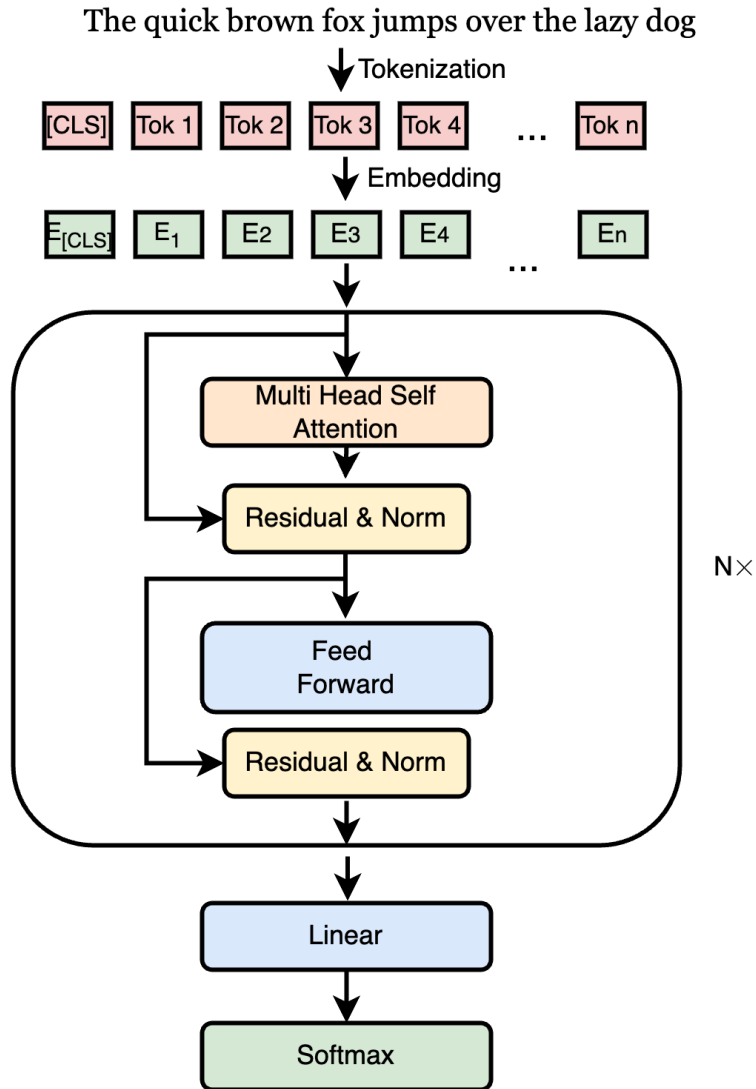 The quick brown fox jumps over the lazy dog
Tokenization
[CLS] Tok 1 Tok 2 Tok 3 Tok 4 ... Tok n
Embedding
E[CLS] E1 E2 E3 E4 ... En
Multi Head Self
Attention
Residual & Norm
N×
Feed
Forward
Residual & Norm
Linear
Softmax